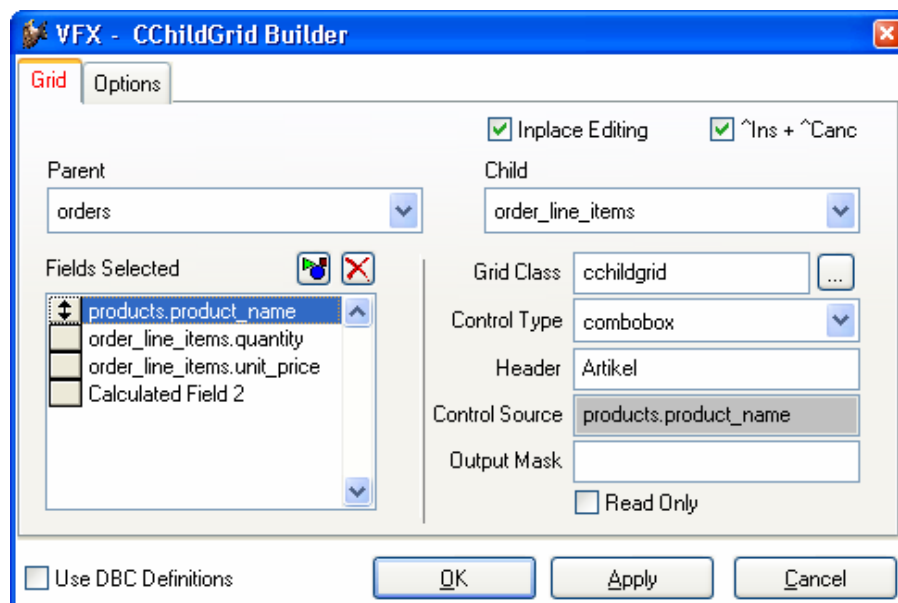 VFX - CChildGrid Builder
Grid
Options
Inplace Editing
^Ins + ^Canc
Parent
Child
orders
order_line_items
Fields Selected
products.product_name
order_line_items.quantity
order_line_items.unit_price
Calculated Field 2
Grid Class
cchildgrid
...
Control Type
combobox
Header
Artikel
Control Source
products.product_name
Output Mask
Read Only
Use DBC Definitions
OK
Apply
Cancel